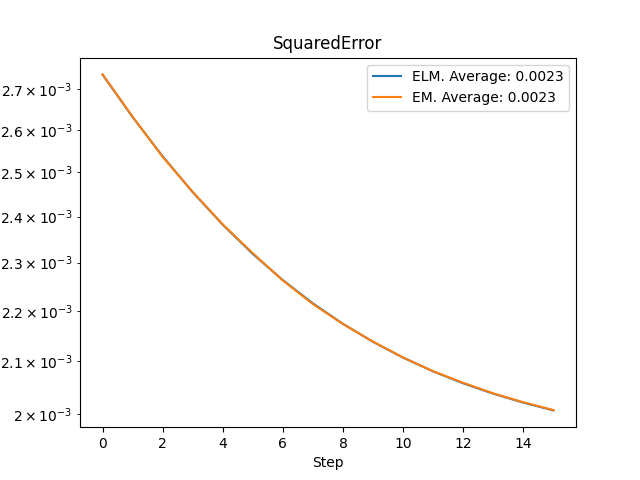 SquaredError
ELM. Average: 0.0023
EM. Average: 0.0023
2.7 × 10⁻³
2.6 × 10⁻³
2.5 × 10⁻³
2.4 × 10⁻³
2.3 × 10⁻³
2.2 × 10⁻³
2.1 × 10⁻³
2 × 10⁻³
0 2 4 6 8 10 12 14
Step